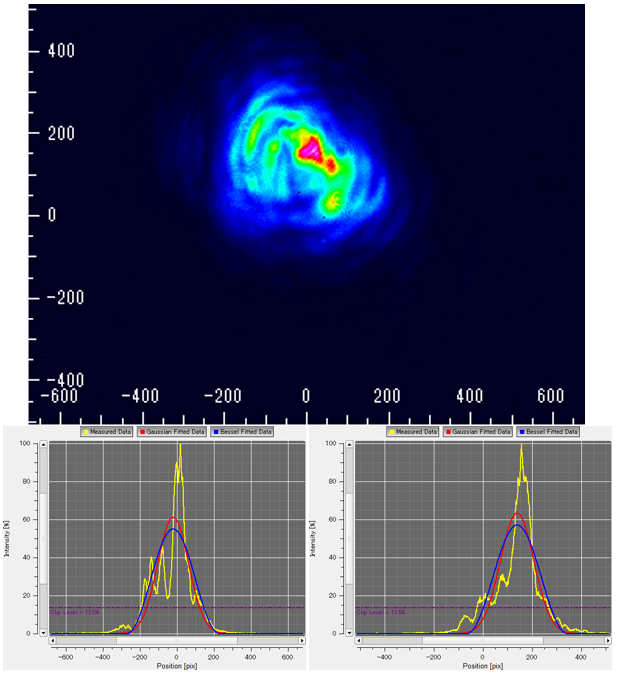 400
200
0
-200
-400
-600 -400 -200 0 200 400 600
Measured Data Gaussian Fitted Data Bessel Fitted Data
100
80
60
40
20
0
Intensity [%]
-600 -400 -200 0 200 400 600
Position [pix]
Measured Data Gaussian Fitted Data Bessel Fitted Data
100
80
60
40
20
0
Intensity [%]
-400 -200 0 200 400
Position [pix]